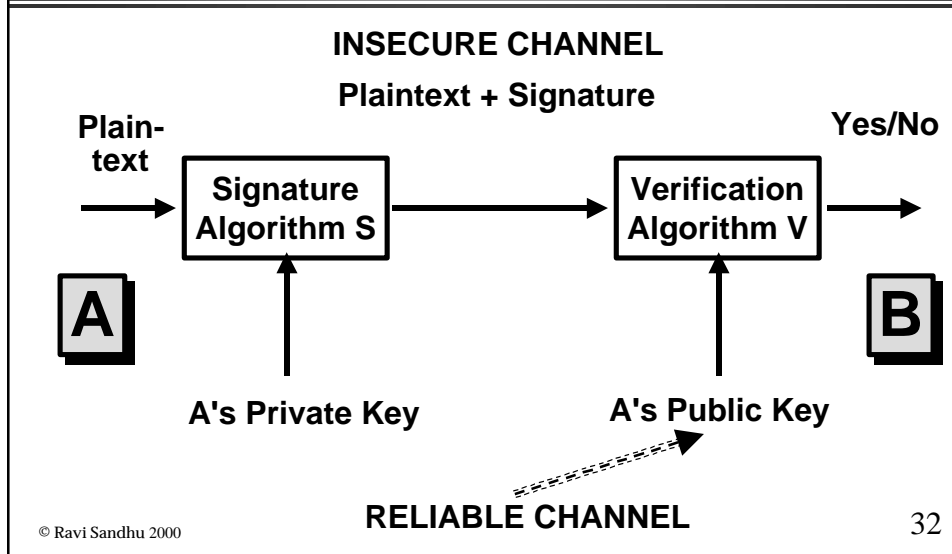 INSECURE CHANNEL
Plaintext + Signature
Plain-
text
Yes/No
Signature
Algorithm S
Verification
Algorithm V
A
B
A's Private Key
A's Public Key
RELIABLE CHANNEL
© Ravi Sandhu 2000
32